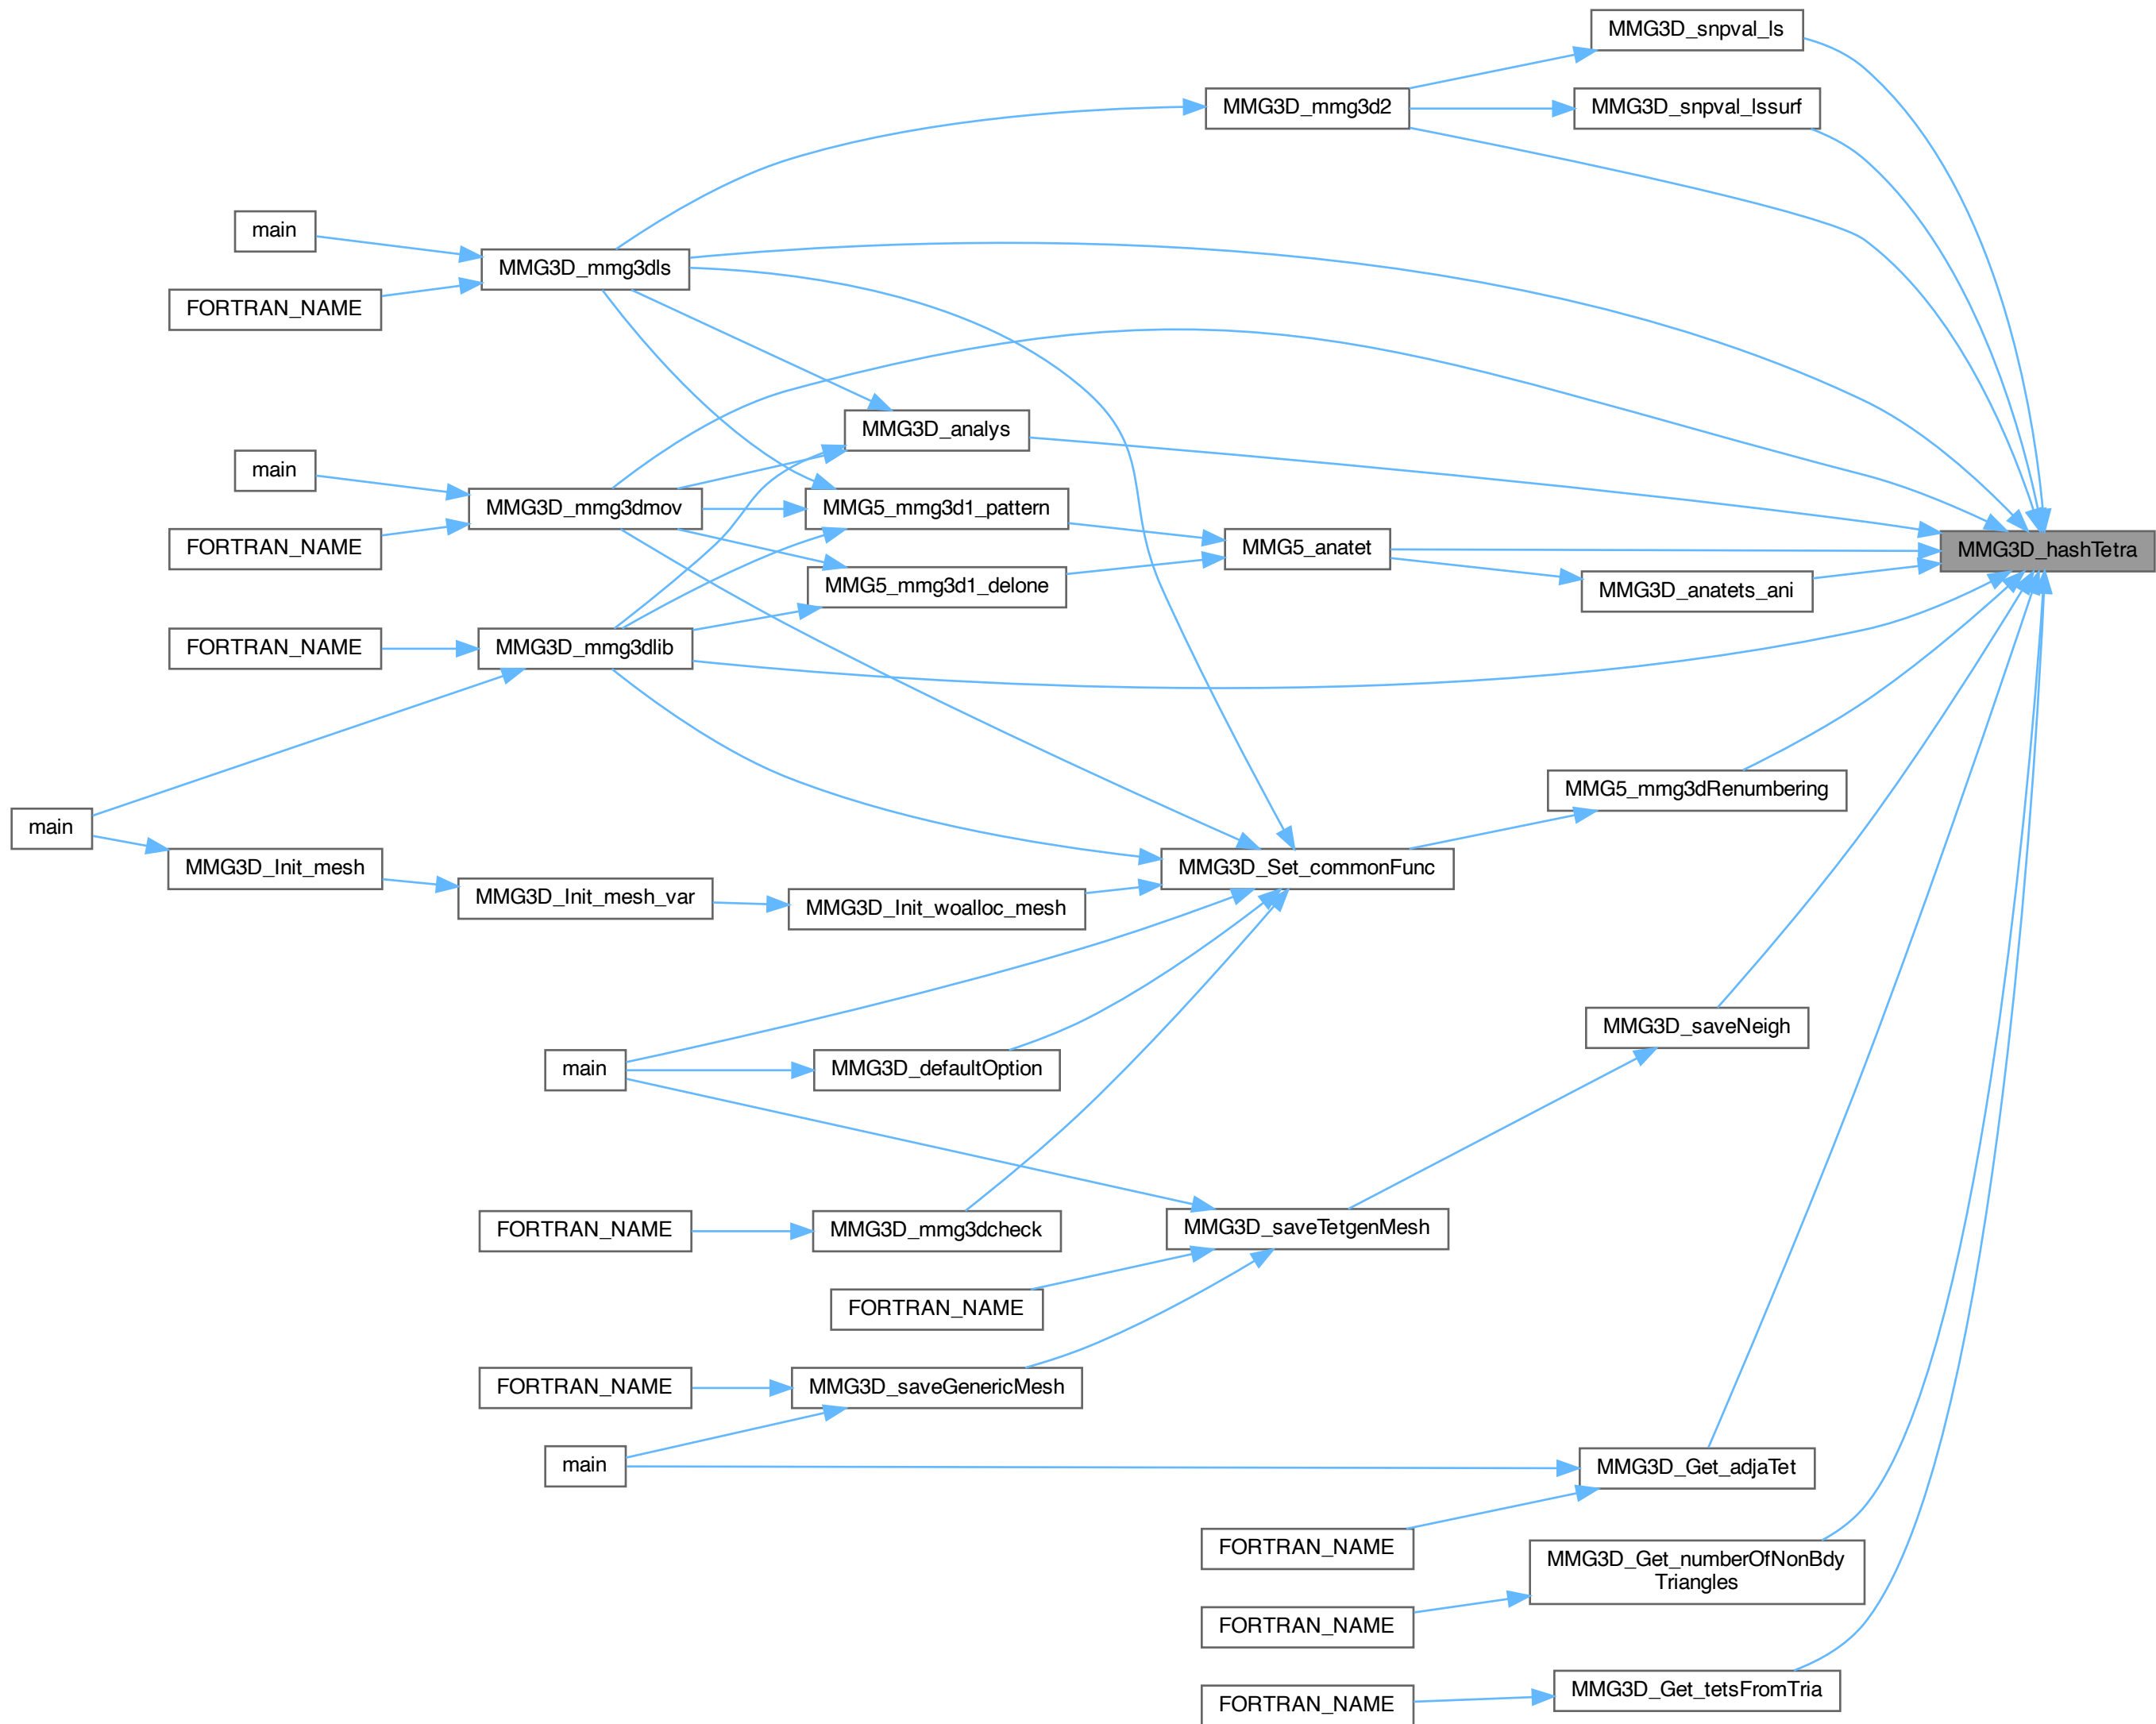 MMG3D_snpval_ls
MMG3D_mmg3d2
MMG3D_snpval_lssurf
main
MMG3D_mmg3dls
FORTRAN_NAME
MMG3D_analys
main
MMG3D_mmg3dmov
MMG5_mmg3d1_pattern
FORTRAN_NAME
MMG5_anatet
MMG3D_hashTetra
MMG5_mmg3d1_delone
MMG3D_anatets_ani
FORTRAN_NAME
MMG3D_mmg3dlib
MMG5_mmg3dRenumbering
main
MMG3D_Init_mesh
MMG3D_Set_commonFunc
MMG3D_Init_mesh_var
MMG3D_Init_woalloc_mesh
MMG3D_saveNeigh
main
MMG3D_defaultOption
FORTRAN_NAME
MMG3D_mmg3dcheck
MMG3D_saveTetgenMesh
FORTRAN_NAME
FORTRAN_NAME
MMG3D_saveGenericMesh
main
MMG3D_Get_adjaTet
FORTRAN_NAME
MMG3D_Get_numberOfNonBdy
Triangles
FORTRAN_NAME
MMG3D_Get_tetsFromTria
FORTRAN_NAME